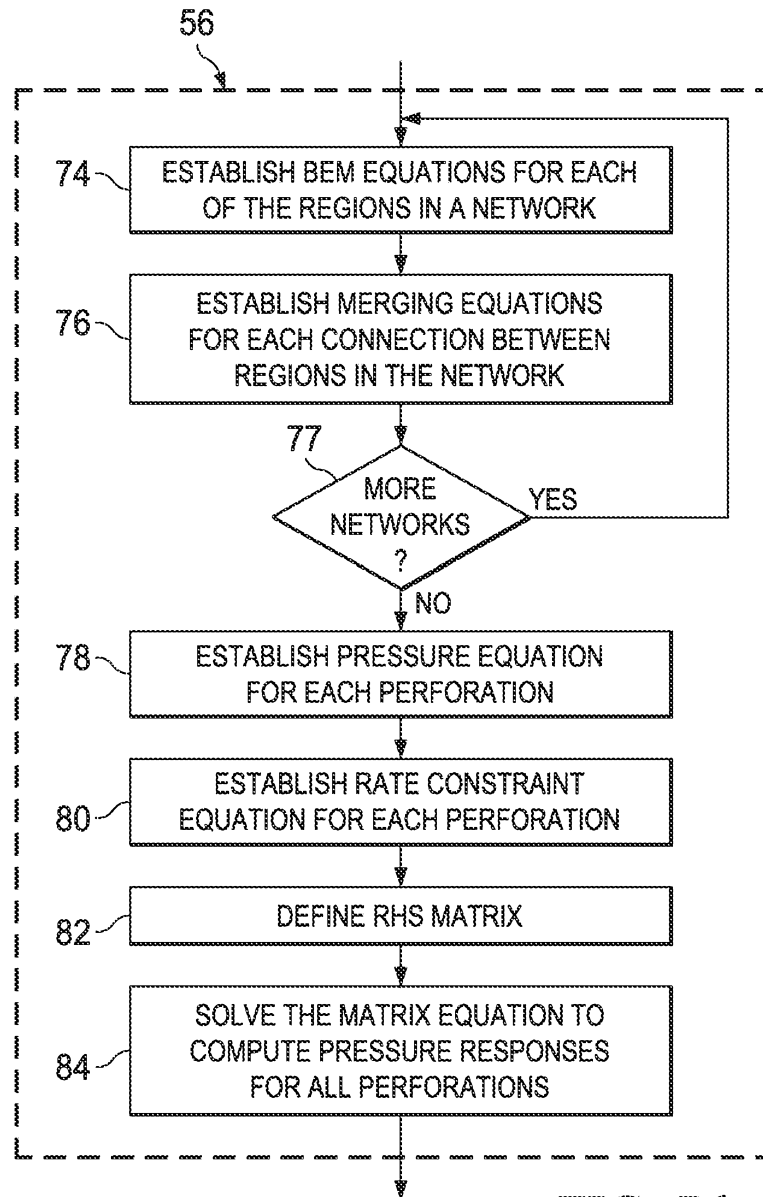 56
74
ESTABLISH BEM EQUATIONS FOR EACH
OF THE REGIONS IN A NETWORK
76
ESTABLISH MERGING EQUATIONS
FOR EACH CONNECTION BETWEEN
REGIONS IN THE NETWORK
77
MORE
NETWORKS
?
YES
NO
78
ESTABLISH PRESSURE EQUATION
FOR EACH PERFORATION
80
ESTABLISH RATE CONSTRAINT
EQUATION FOR EACH PERFORATION
82
DEFINE RHS MATRIX
84
SOLVE THE MATRIX EQUATION TO
COMPUTE PRESSURE RESPONSES
FOR ALL PERFORATIONS